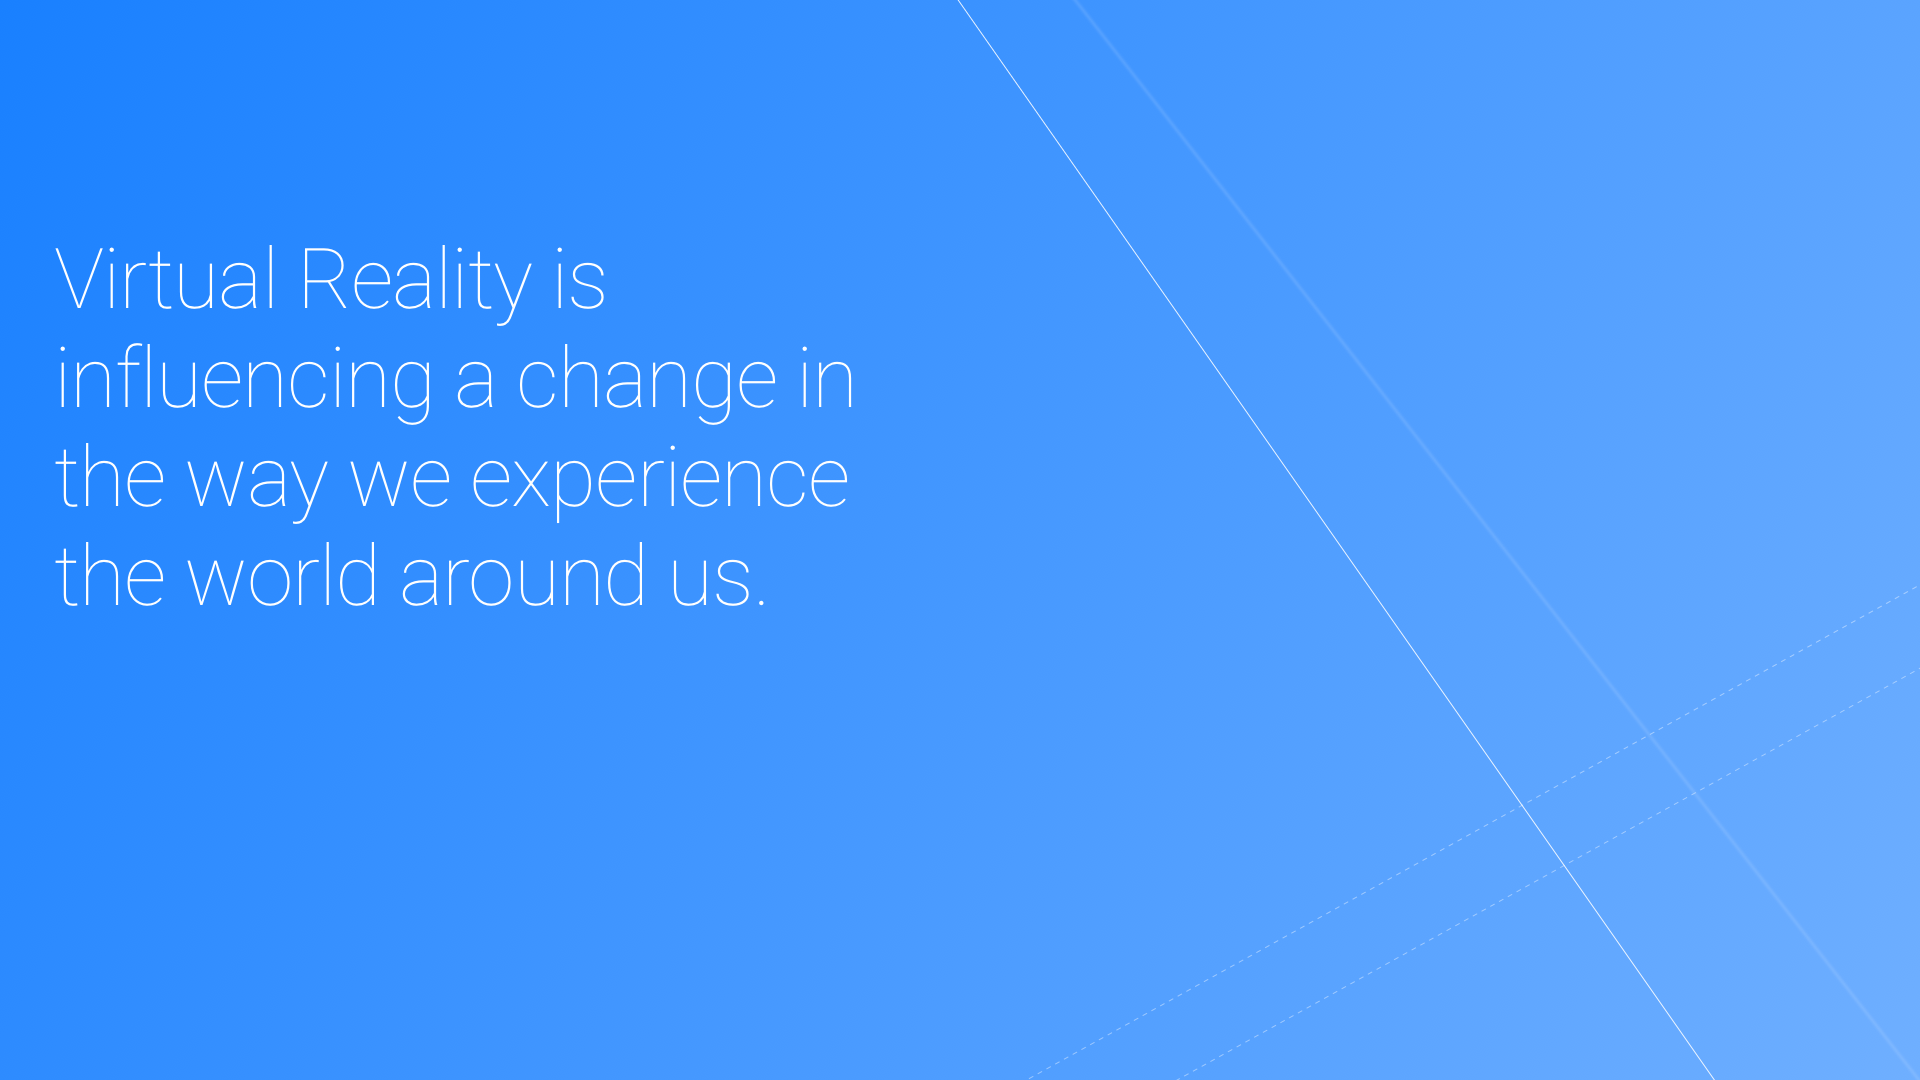 Virtual Reality is
influencing a change in
the way we experience
the world around us.